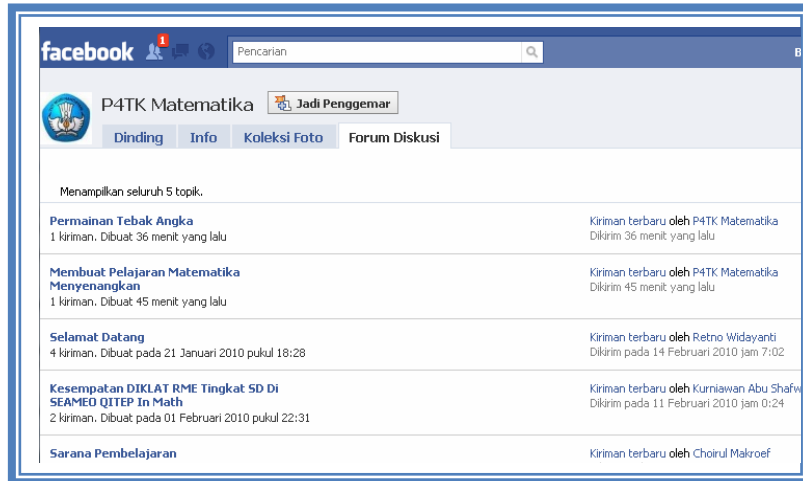 facebook 1 Pencarian B
P4TK Matematika Jadi Penggemar
Dinding Info Koleksi Foto Forum Diskusi
Menampilkan seluruh 5 topik.
Permainan Tebak Angka
1 kiriman. Dibuat 36 menit yang lalu
Kiriman terbaru oleh P4TK Matematika
Dikirim 36 menit yang lalu
Membuat Pelajaran Matematika
Menyenangkan
1 kiriman. Dibuat 45 menit yang lalu
Kiriman terbaru oleh P4TK Matematika
Dikirim 45 menit yang lalu
Selamat Datang
4 kiriman. Dibuat pada 21 Januari 2010 pukul 18:28
Kiriman terbaru oleh Retno Widayanti
Dikirim pada 14 Februari 2010 jam 7:02
Kesempatan DIKLAT RME Tingkat SD Di
SEAMEO QITEP In Math
2 kiriman. Dibuat pada 01 Februari 2010 pukul 22:31
Kiriman terbaru oleh Kurniawan Abu Shafw
Dikirim pada 11 Februari 2010 jam 0:24
Sarana Pembelajaran
Kiriman terbaru oleh Choirul Makroef